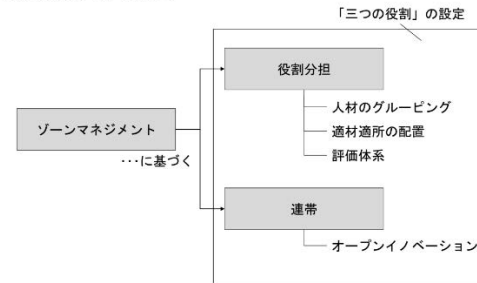 「三つの役割」の設定
役割分担
人材のグルーピング
適材適所の配置
評価体系
ゾーンマネジメント
･･･に基づく
連帯
オープンイノベーション